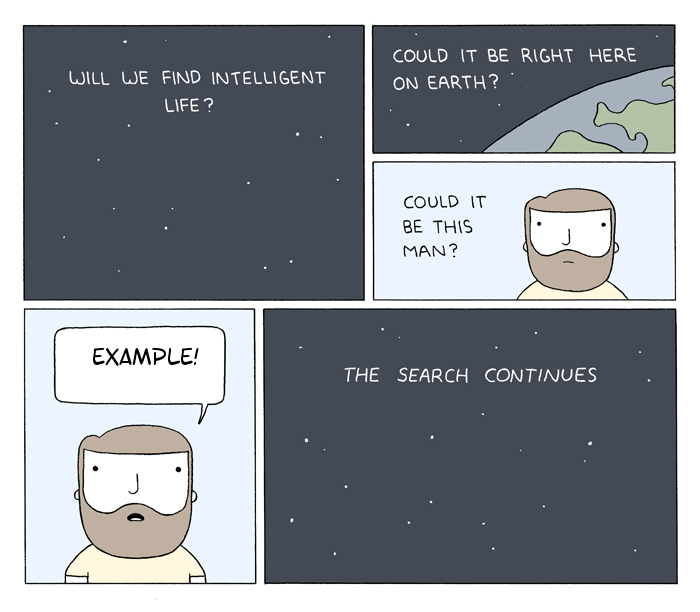 WILL WE FIND INTELLIGENT
LIFE?
COULD IT BE RIGHT HERE
ON EARTH?
COULD IT
BE THIS
MAN?
EXAMPLE!
THE SEARCH CONTINUES